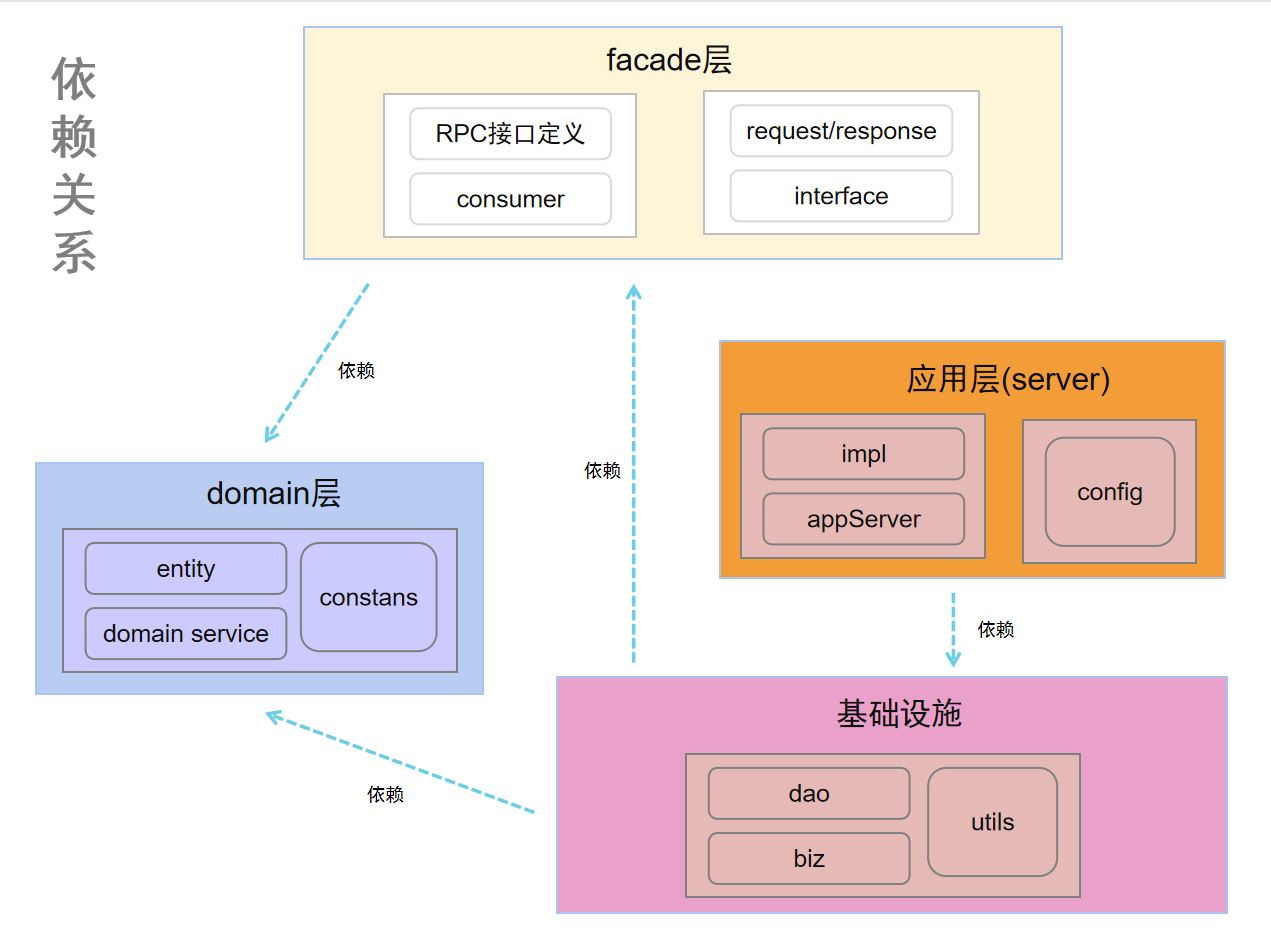 依赖关系
facade层
RPC接口定义
consumer
request/response
interface
依赖
依赖
应用层(server)
impl
appServer
config
domain层
entity
domain service
constans
依赖
依赖
基础设施
dao
biz
utils